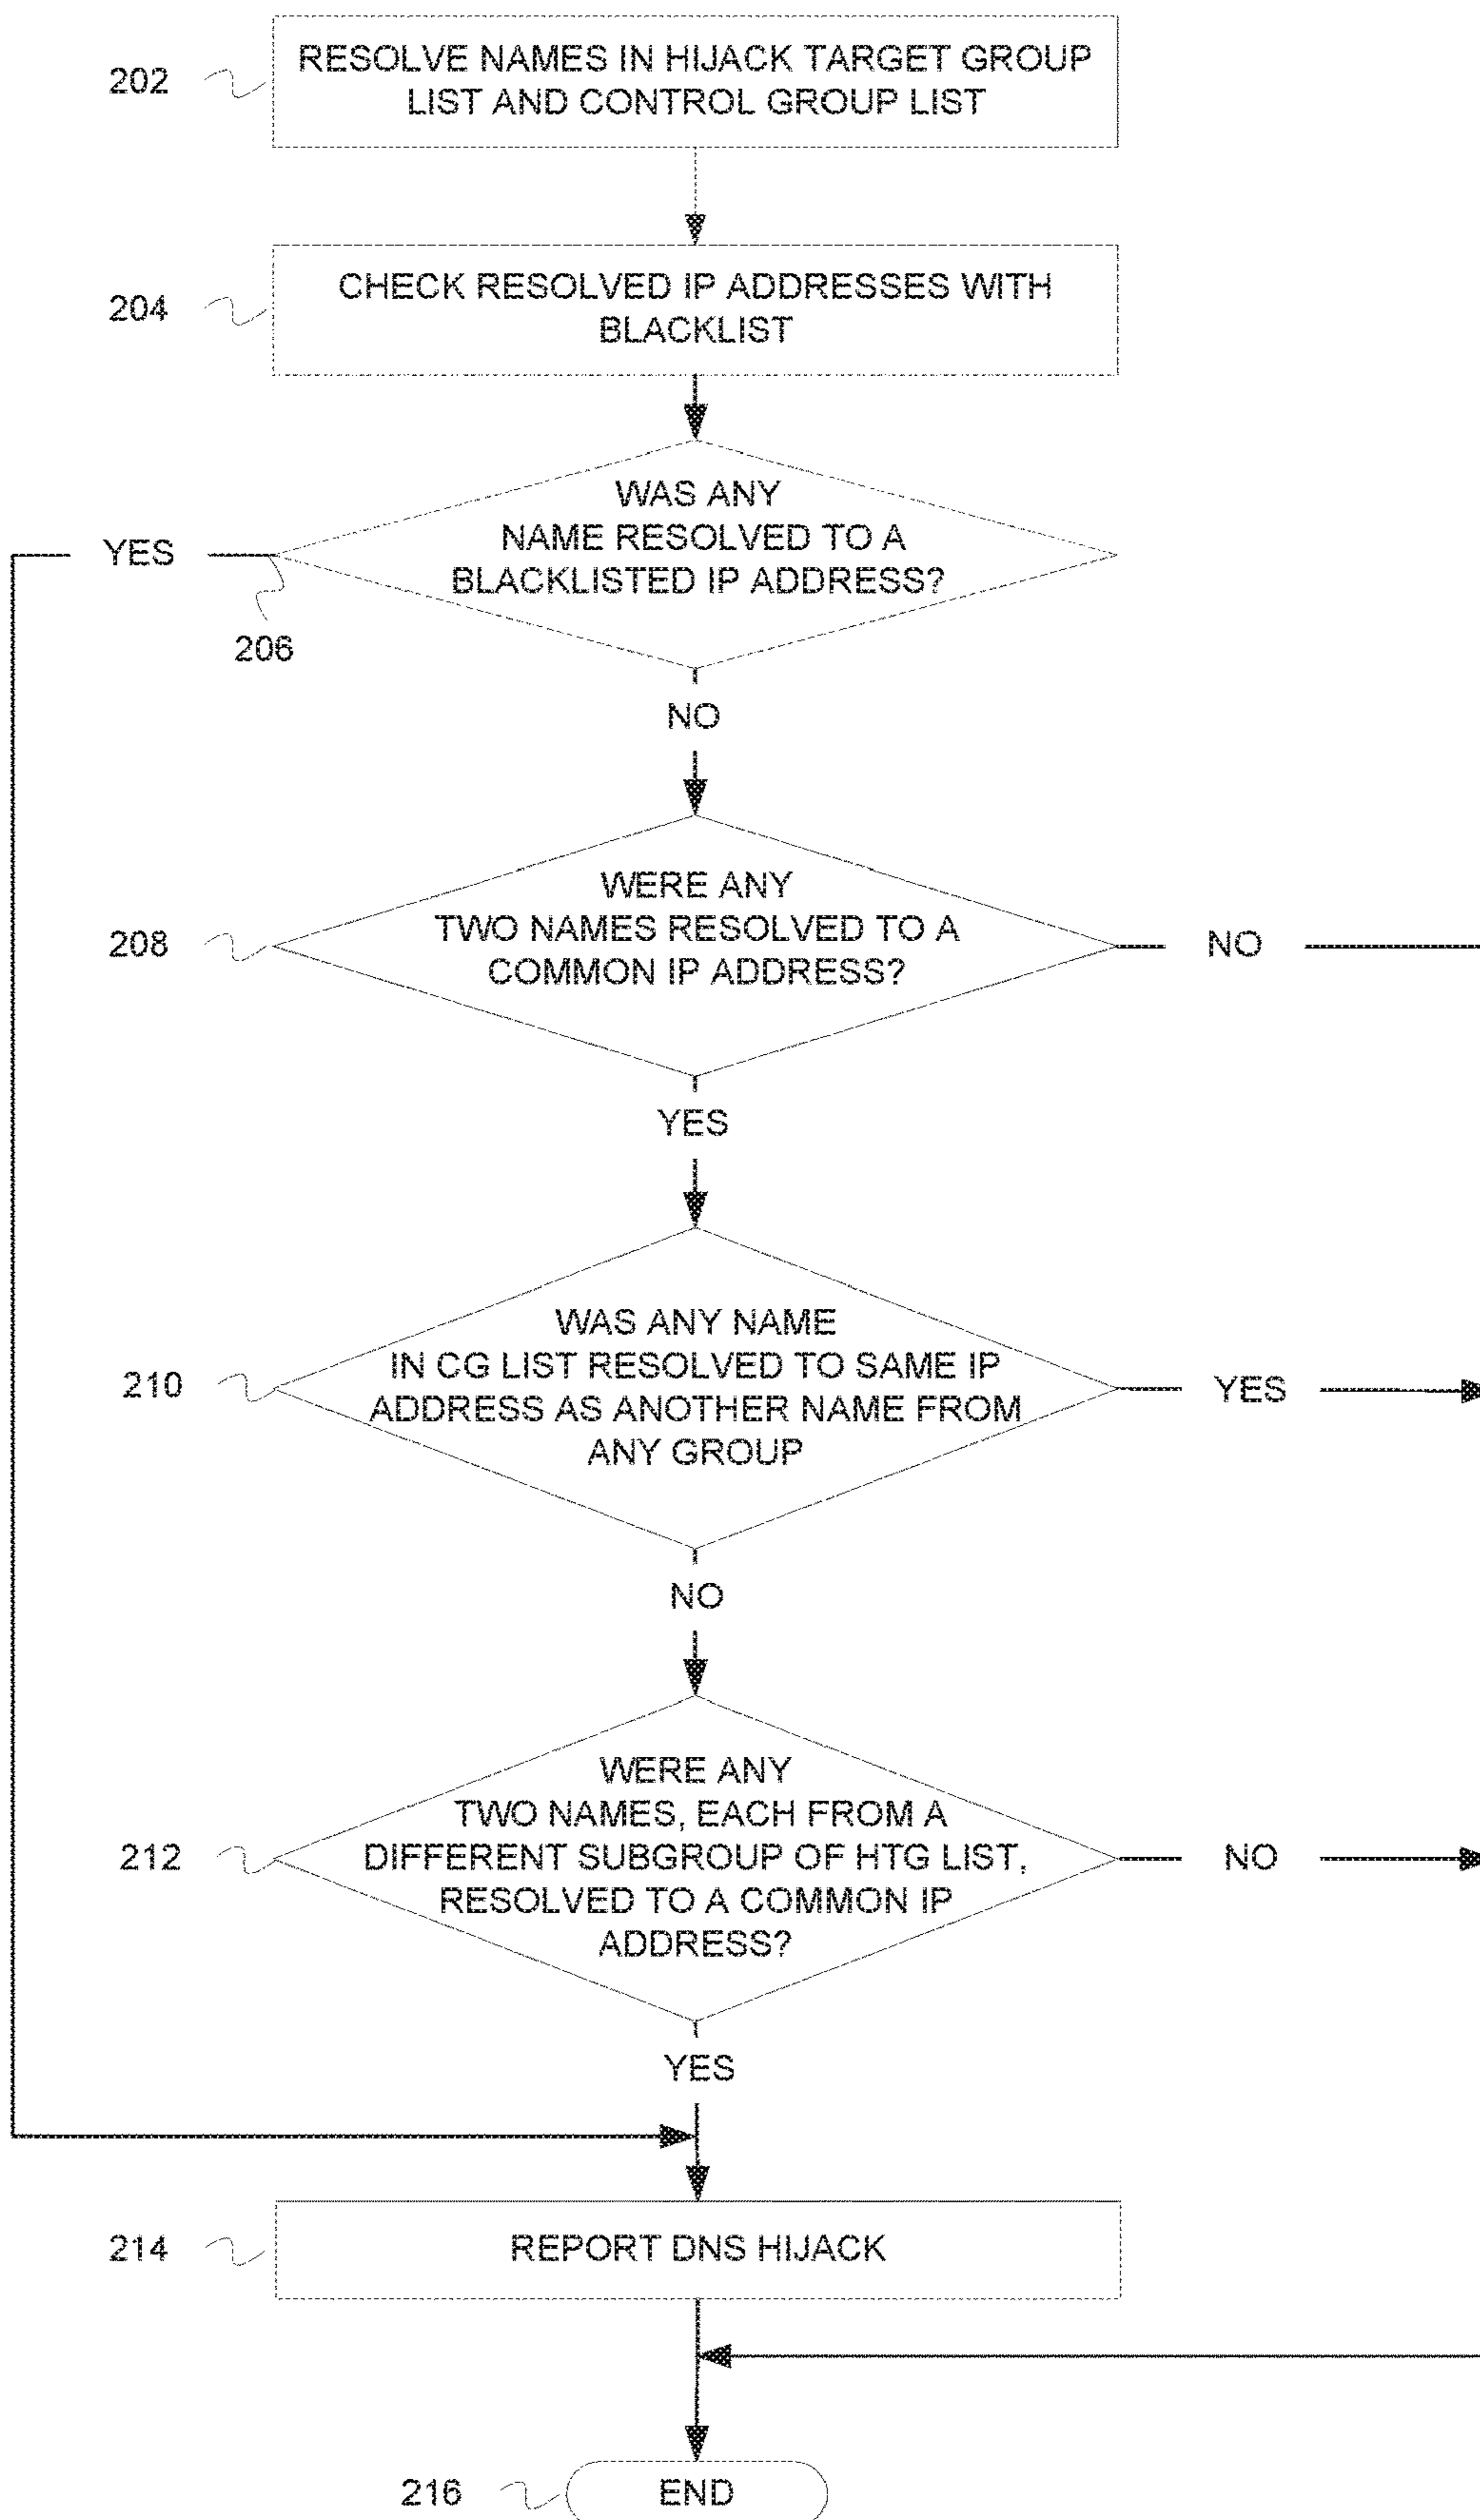 202
RESOLVE NAMES IN HIJACK TARGET GROUP
LIST AND CONTROL GROUP LIST
204
CHECK RESOLVED IP ADDRESSES WITH
BLACKLIST
WAS ANY
NAME RESOLVED TO A
BLACKLISTED IP ADDRESS?
YES
206
NO
208
WERE ANY
TWO NAMES RESOLVED TO A
COMMON IP ADDRESS?
NO
YES
210
WAS ANY NAME
IN CG LIST RESOLVED TO SAME IP
ADDRESS AS ANOTHER NAME FROM
ANY GROUP
YES
NO
212
WERE ANY
TWO NAMES, EACH FROM A
DIFFERENT SUBGROUP OF HTG LIST,
RESOLVED TO A COMMON IP
ADDRESS?
NO
YES
214
REPORT DNS HIJACK
216
END